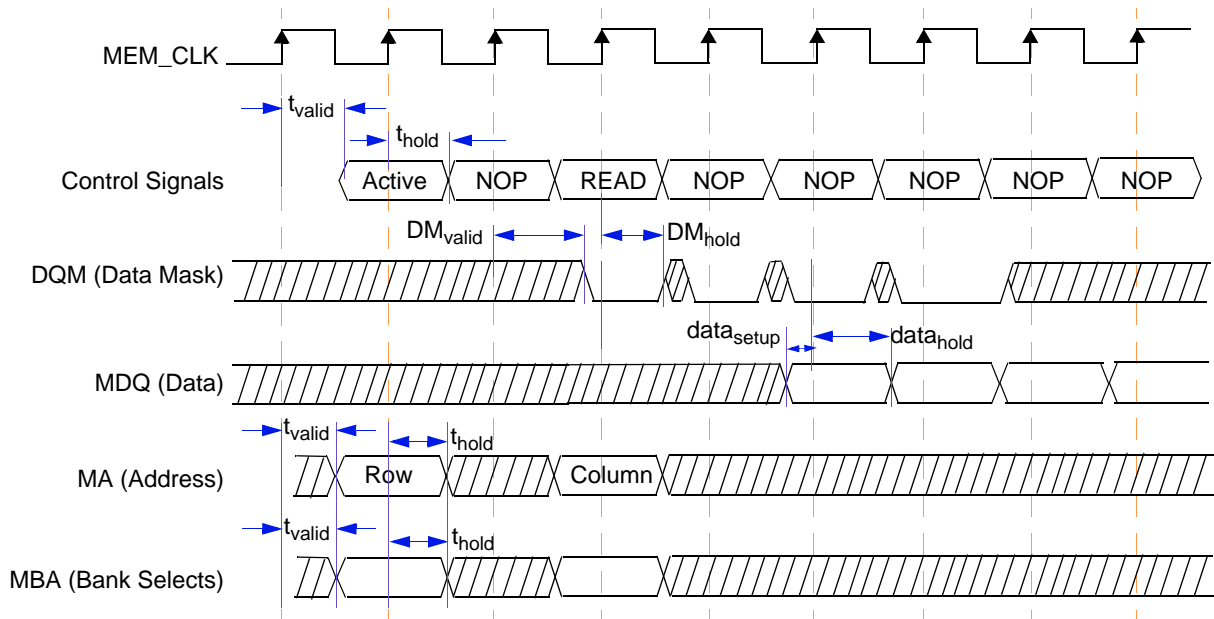 MEM_CLK
tvalid
thold
Control Signals Active NOP READ NOP NOP NOP NOP NOP
DMvalid DMhold
DQM (Data Mask)
datasetup datahold
MDQ (Data)
tvalid thold
MA (Address) Row Column
tvalid thold
MBA (Bank Selects)